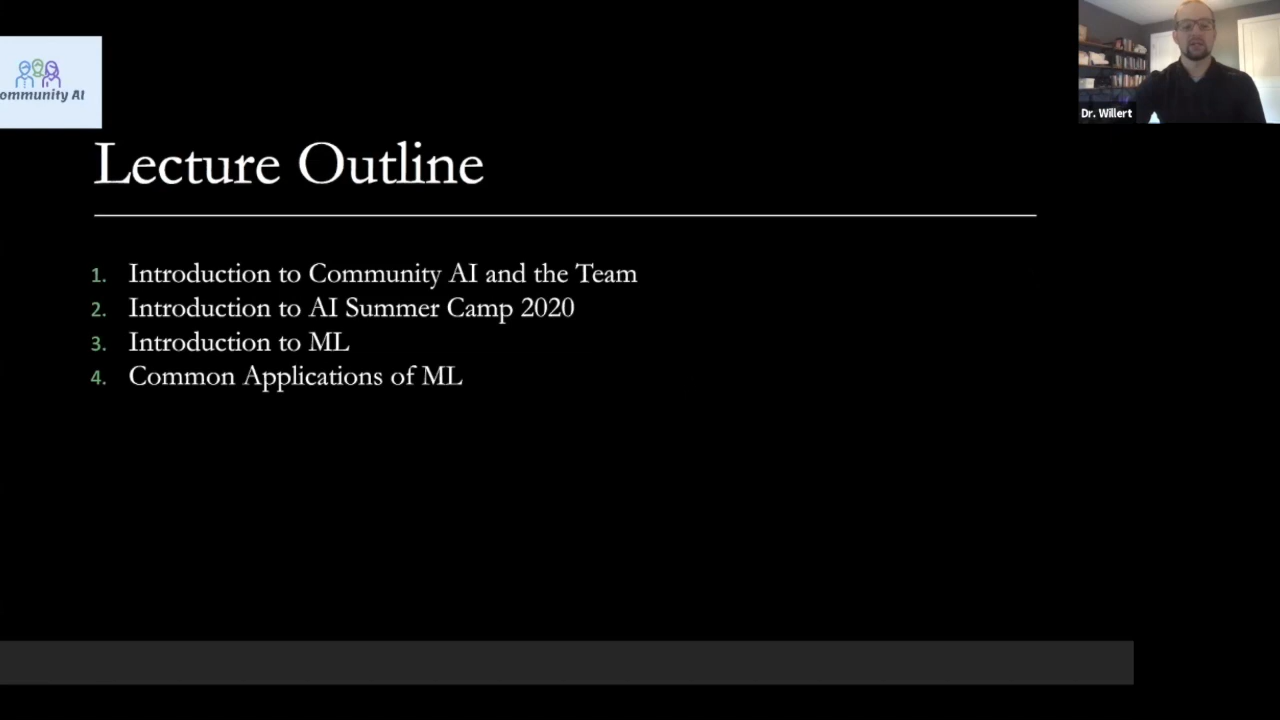 ommunity AI
Dr. Willert
Lecture Outline
1. Introduction to Community AI and the Team
2. Introduction to AI Summer Camp 2020
3. Introduction to ML
4. Common Applications of ML